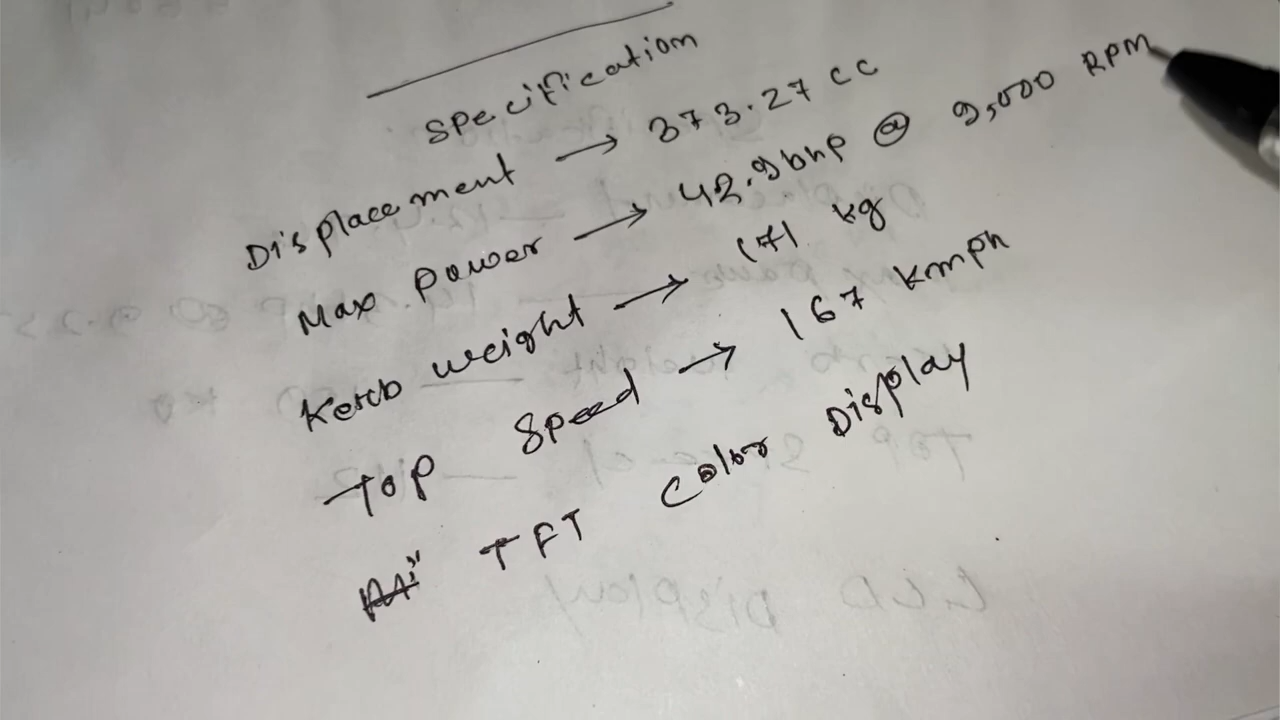 Specification
Displacement → 373.27 CC
Max Power → 42.9bhp @ 9,000 RPM
Kerb weight → 171 kg
Top Speed → 167 kmph
TFT Color Display